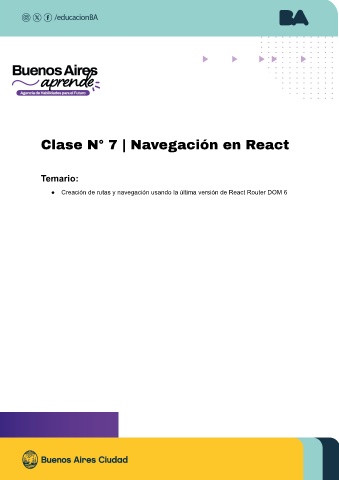 /educacionBA
BA
Buenos Aires
aprende
Agencia de Habilidades para el Futuro
Clase N° 7 | Navegación en React
Temario:
● Creación de rutas y navegación usando la última versión de React Router DOM 6
Buenos Aires Ciudad